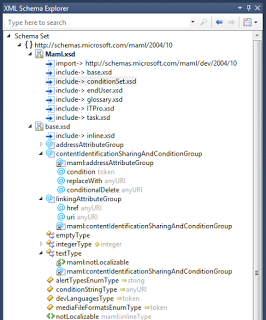 XML Schema Explorer
Type here to search
Schema Set
{} http://schemas.microsoft.com/maml/2004/10
Maml.xsd
import-> http://schemas.microsoft.com/maml/dev/2004/10
include-> base.xsd
include-> conditionSet.xsd
include-> endUser.xsd
include-> glossary.xsd
include-> ITPro.xsd
include-> task.xsd
base.xsd
include-> inline.xsd
addressAttributeGroup
contentIdentificationSharingAndConditionGroup
maml:addressAttributeGroup
condition token
replaceWith anyURI
conditionalDelete anyURI
linkingAttributeGroup
href anyURI
uri anyURI
maml:contentIdentificationSharingAndConditionGroup
emptyType
integerType integer
textType
maml:notLocalizable
maml:contentIdentificationSharingAndConditionGroup
alertTypesEnumType string
conditionStringType anyURI
devLanguagesType token
mediaFileFormatsEnumType token
notLocalizable maml:inlineType